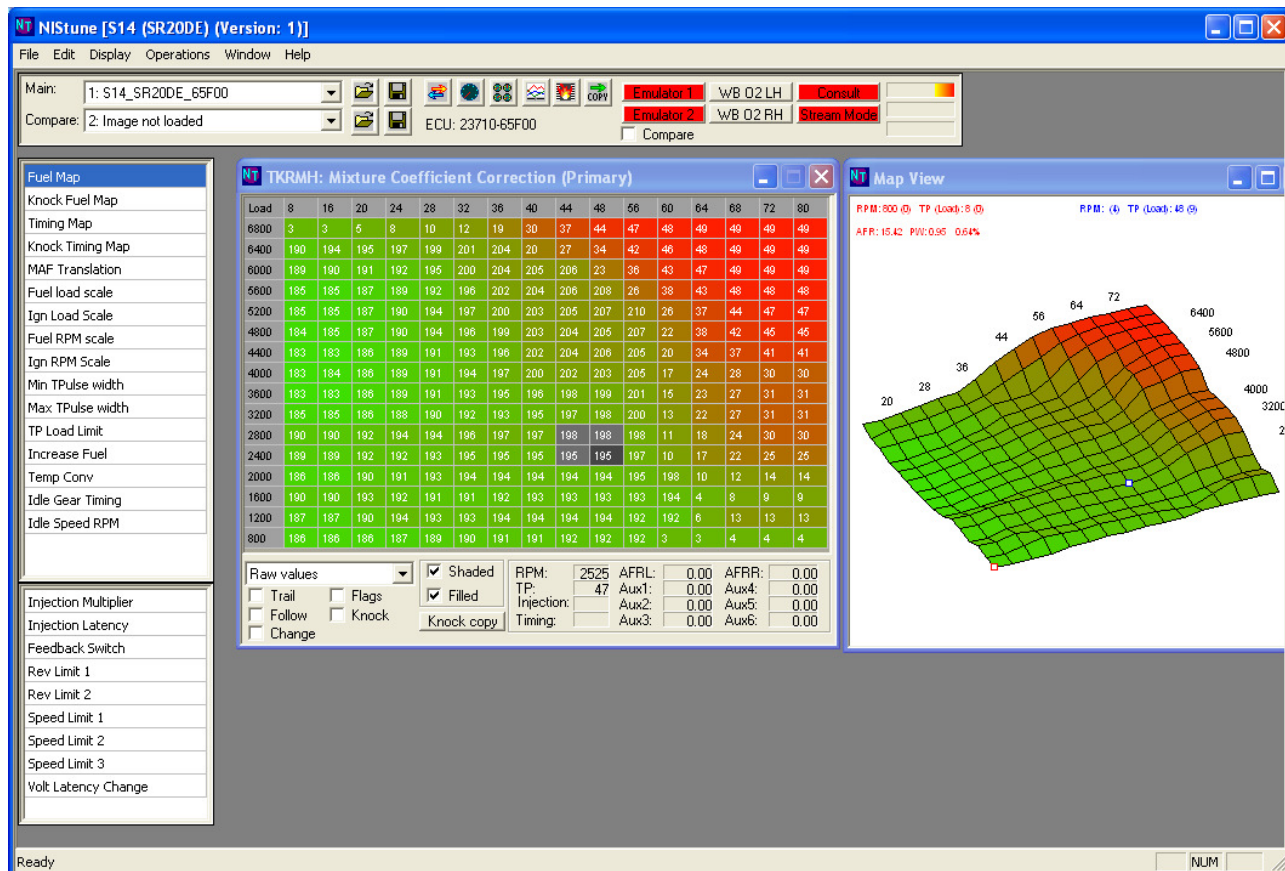 NIStune [S14 (SR20DE) (Version: 1)]
File Edit Display Operations Window Help
Main: 1: S14_SR20DE_65F00
Compare: 2: Image not loaded
COPY
ECU: 23710-65F00
Emulator 1 WB O2 LH Consult
Emulator 2 WB O2 RH Stream Mode
Compare
Fuel Map
Knock Fuel Map
Timing Map
Knock Timing Map
MAF Translation
Fuel load scale
Ign Load Scale
Fuel RPM scale
Ign RPM Scale
Min TPulse width
Max TPulse width
TP Load Limit
Increase Fuel
Temp Conv
Idle Gear Timing
Idle Speed RPM
Injection Multiplier
Injection Latency
Feedback Switch
Rev Limit 1
Rev Limit 2
Speed Limit 1
Speed Limit 2
Speed Limit 3
Volt Latency Change
NT TKRMH: Mixture Coefficient Correction (Primary)
Load 8 16 20 24 28 32 36 40 44 48 56 60 64 68 72 80
6800 3 3 5 8 10 12 19 30 37 44 47 48 49 49 49 49
6400 190 194 195 197 199 201 204 20 27 34 42 46 48 49 49 49
6000 189 190 191 192 195 200 204 205 206 23 36 43 47 49 49 49
5600 185 185 187 189 192 196 202 204 206 208 26 38 43 48 48 48
5200 185 185 187 190 194 197 200 203 205 207 210 26 37 44 47 47
4800 184 185 187 190 194 196 199 203 204 205 207 22 38 42 45 45
4400 183 183 186 189 191 193 196 202 204 206 205 20 34 37 41 41
4000 183 184 186 189 191 194 197 200 202 203 205 17 24 28 30 30
3600 183 183 186 189 191 193 195 196 198 199 201 15 23 27 31 31
3200 185 185 186 188 190 192 193 195 197 198 200 13 22 27 31 31
2800 190 190 192 194 194 196 197 197 198 198 198 11 18 24 30 30
2400 189 189 192 192 193 195 195 195 195 195 197 10 17 22 25 25
2000 186 186 190 191 193 194 194 194 194 194 195 198 10 12 14 14
1600 190 190 193 192 191 191 192 193 193 193 193 194 4 8 9 9
1200 187 187 190 194 193 193 194 194 194 194 192 192 6 13 13 13
800 186 186 186 187 189 190 191 191 192 192 192 3 3 4 4 4
Raw values
Trail Flags
Follow Knock
Change
Shaded
Filled
Knock copy
RPM: 2525 AFRL: 0.00 AFRR: 0.00
TP: 47 Aux1: 0.00 Aux4: 0.00
Injection: Aux2: 0.00 Aux5: 0.00
Timing: Aux3: 0.00 Aux6: 0.00
NT Map View
RPM: 800 (0) TP (Load): 8 (0) RPM: (4) TP (Load): 48 (9)
AFR: 15.42 PW: 0.95 0.64%
20 28 36 44 56 64 72
6400
5600
4800
4000
3200
2
Ready NUM